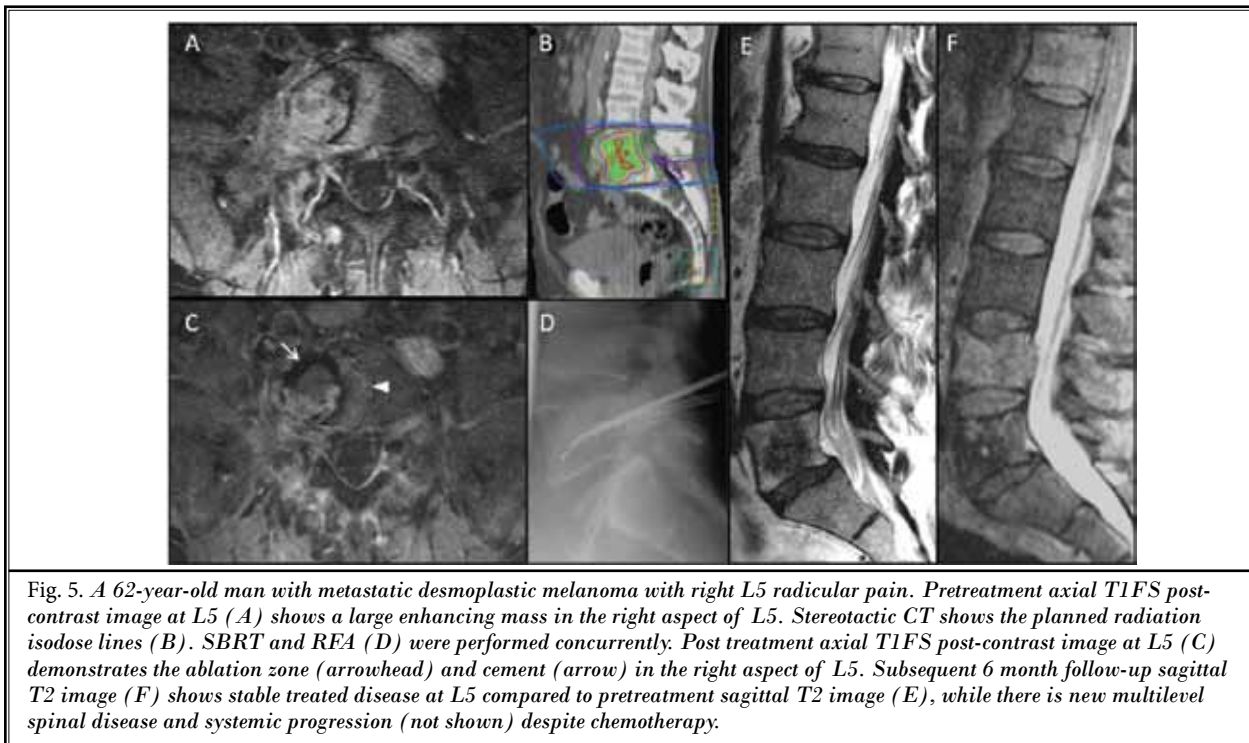 A
B
E
F
C
D
Fig. 5. A 62-year-old man with metastatic desmoplastic melanoma with right L5 radicular pain. Pretreatment axial T1FS post-
contrast image at L5 (A) shows a large enhancing mass in the right aspect of L5. Stereotactic CT shows the planned radiation
isodose lines (B). SBRT and RFA (D) were performed concurrently. Post treatment axial T1FS post-contrast image at L5 (C)
demonstrates the ablation zone (arrowhead) and cement (arrow) in the right aspect of L5. Subsequent 6 month follow-up sagittal
T2 image (F) shows stable treated disease at L5 compared to pretreatment sagittal T2 image (E), while there is new multilevel
spinal disease and systemic progression (not shown) despite chemotherapy.